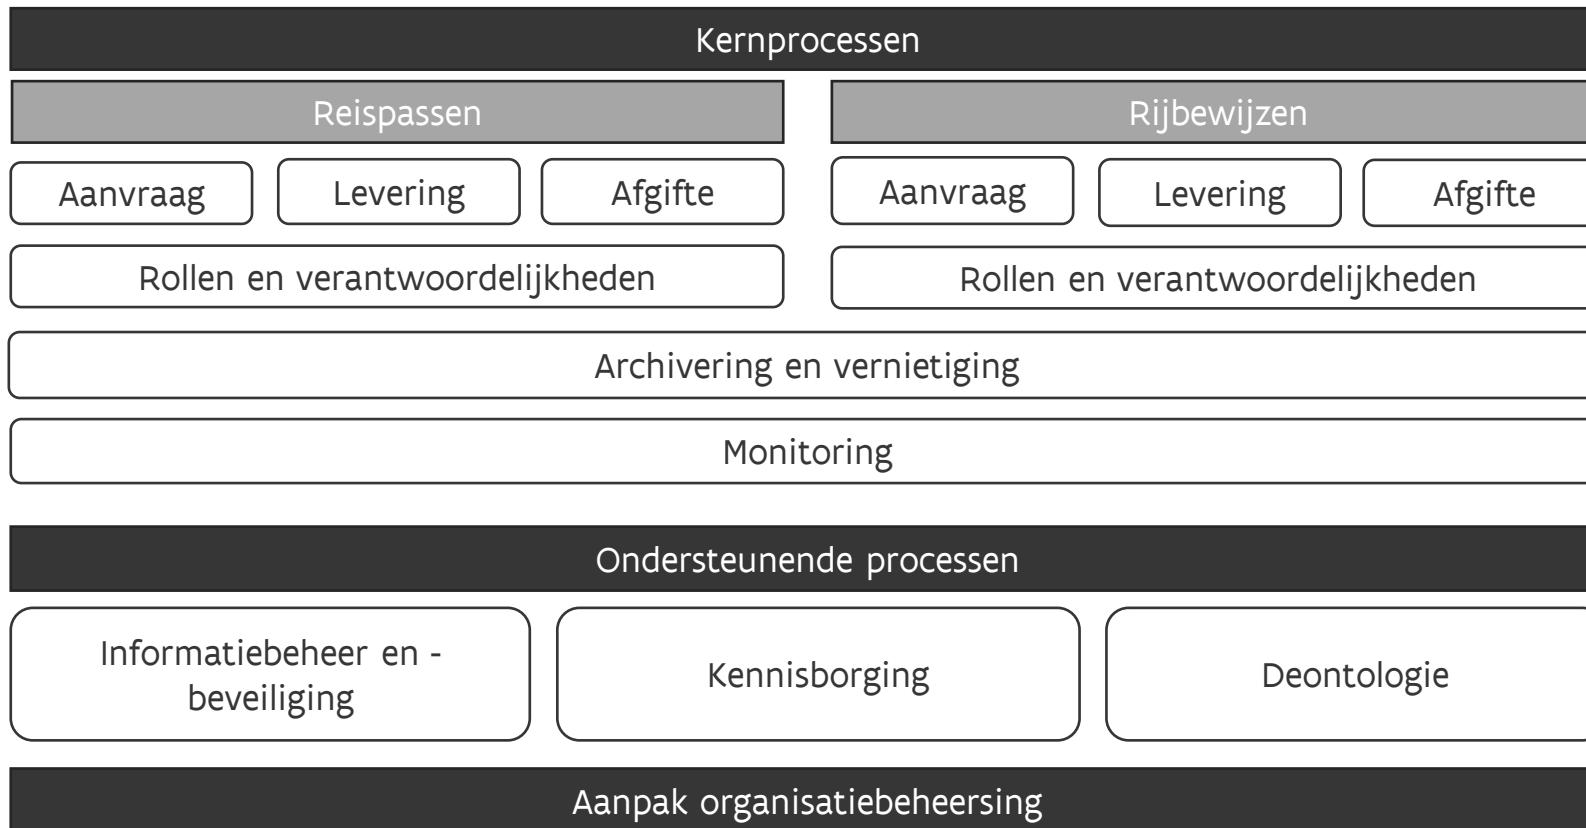 Kernprocessen
Reispassen
Rijbewijzen
Aanvraag
Levering
Afgifte
Aanvraag
Levering
Afgifte
Rollen en verantwoordelijkheden
Rollen en verantwoordelijkheden
Archivering en vernietiging
Monitoring
Ondersteunende processen
Informatiebeheer en -
beveiliging
Kennisborging
Deontologie
Aanpak organisatiebeheersing